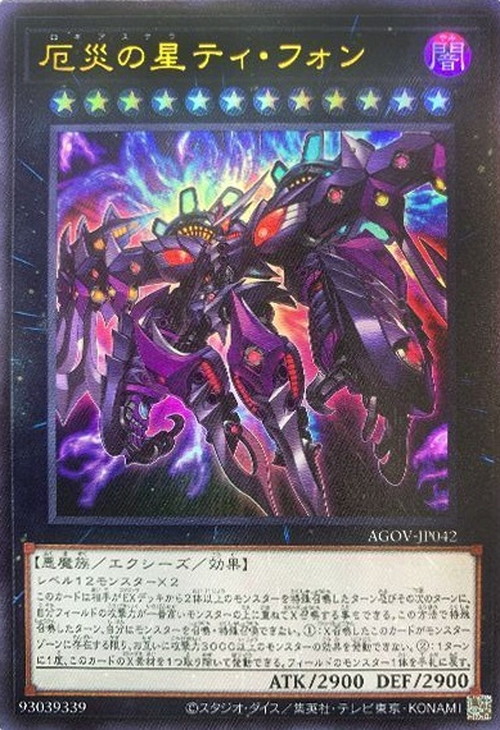 ロキアステラ
厄災の星ティ・フォン
ヤミ
闇
AGOV-JP042
【悪魔族/エクシーズ/効果】
レベル12モンスター×2
このカードは相手がEXデッキから2体以上のモンスターを特殊召喚したターン及びその次のターンに、
自分フィールドの攻撃力が一番高いモンスターの上に重ねてX召喚する事もできる。この方法で特殊
召喚したターン、自分はモンスターを召喚・特殊召喚できない。①:X召喚したこのカードがモンスター
ゾーンに存在する限り、お互いに攻撃力3000以上のモンスターの効果を発動できない。②:1ターン
に1度、このカードのX素材を1つ取り除いて発動できる。フィールドのモンスター1体を手札に戻す。
ATK/2900 DEF/2900
93039339
©スタジオ・ダイス/集英社・テレビ東京・KONAMI